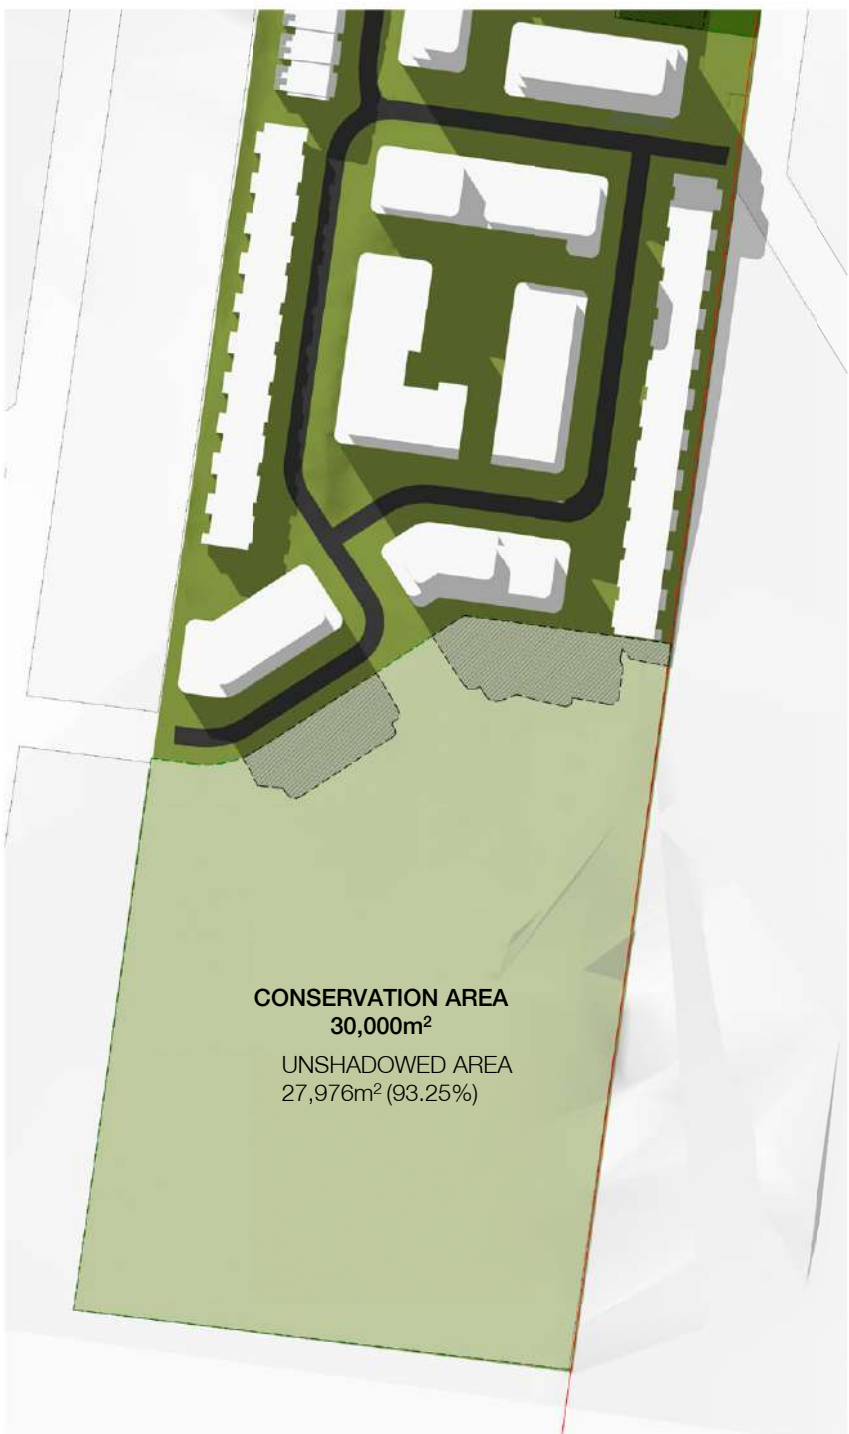 CONSERVATION AREA
30,000m²
UNSHADOWED AREA
27,976m² (93.25%)